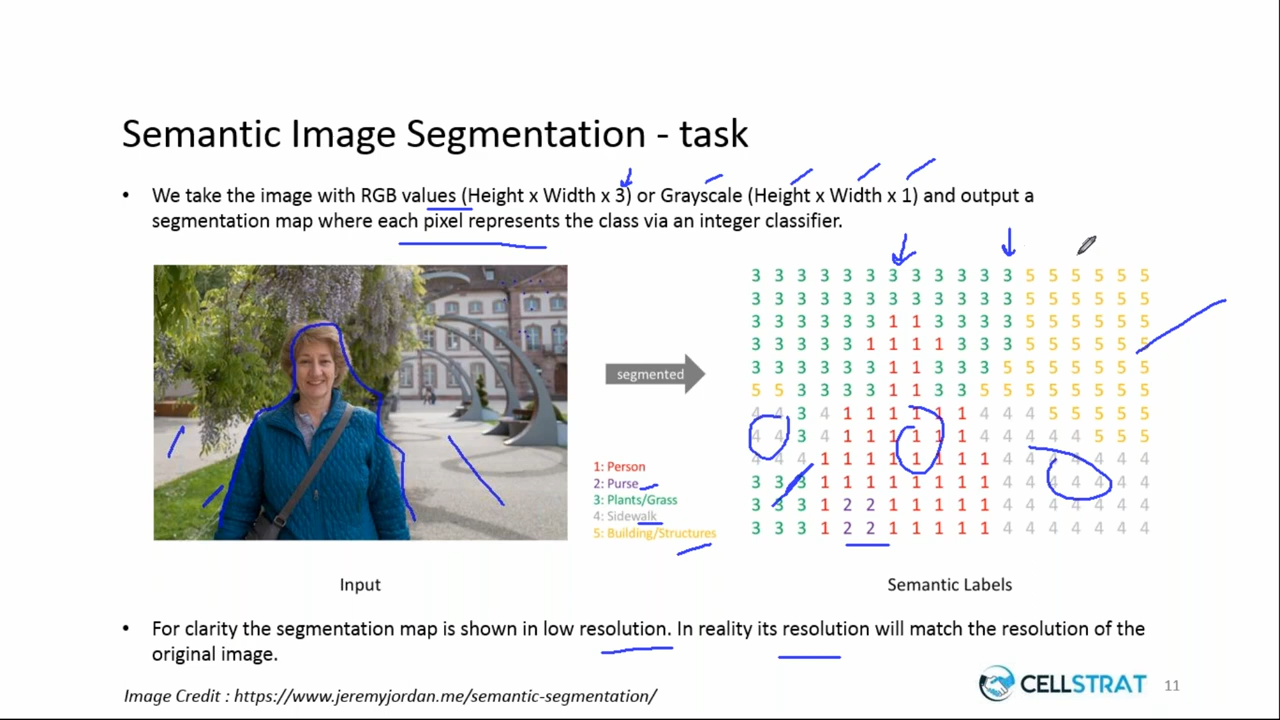 Semantic Image Segmentation - task
• We take the image with RGB values (Height x Width x 3) or Grayscale (Height x Width x 1) and output a
segmentation map where each pixel represents the class via an integer classifier.
segmented
1: Person
2: Purse
3: Plants/Grass
4: Sidewalk
5: Building/Structures
3 3 3 3 3 3 3 3 3 3 3 3 5 5 5 5 5 5
3 3 3 3 3 3 3 3 3 3 3 3 5 5 5 5 5 5
3 3 3 3 3 3 1 1 3 3 3 3 5 5 5 5 5 5
3 3 3 3 3 1 1 1 1 3 3 3 5 5 5 5 5 5
3 3 3 3 3 3 1 1 3 3 3 5 5 5 5 5 5 5
5 5 3 3 3 3 1 1 3 3 5 5 5 5 5 5 5 5
4 4 3 4 1 1 1 1 1 1 4 4 4 5 5 5 5 5
4 4 3 4 1 1 1 1 1 1 4 4 4 4 4 5 5 5
4 4 4 1 1 1 1 1 1 1 1 4 4 4 4 4 4 4
3 3 3 1 1 1 1 1 1 1 1 4 4 4 4 4 4 4
3 3 3 1 2 2 1 1 1 1 1 4 4 4 4 4 4 4
3 3 3 1 2 2 1 1 1 1 1 4 4 4 4 4 4 4
Input
Semantic Labels
• For clarity the segmentation map is shown in low resolution. In reality its resolution will match the resolution of the
original image.
Image Credit : https://www.jeremyjordan.me/semantic-segmentation/
CELLSTRAT
11